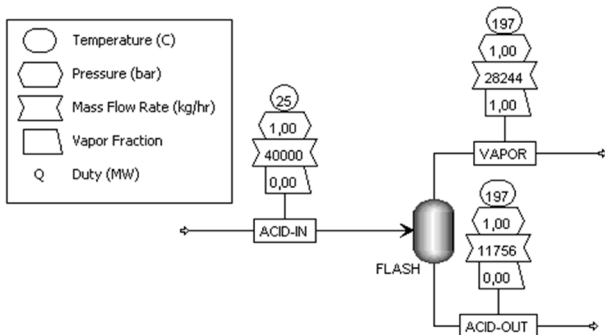 Temperature (C)
Pressure (bar)
Mass Flow Rate (kg/hr)
Vapor Fraction
Q Duty (MW)
25
1,00
40000
0,00
ACID-IN
FLASH
197
1,00
28244
1,00
VAPOR
197
1,00
11756
0,00
ACID-OUT